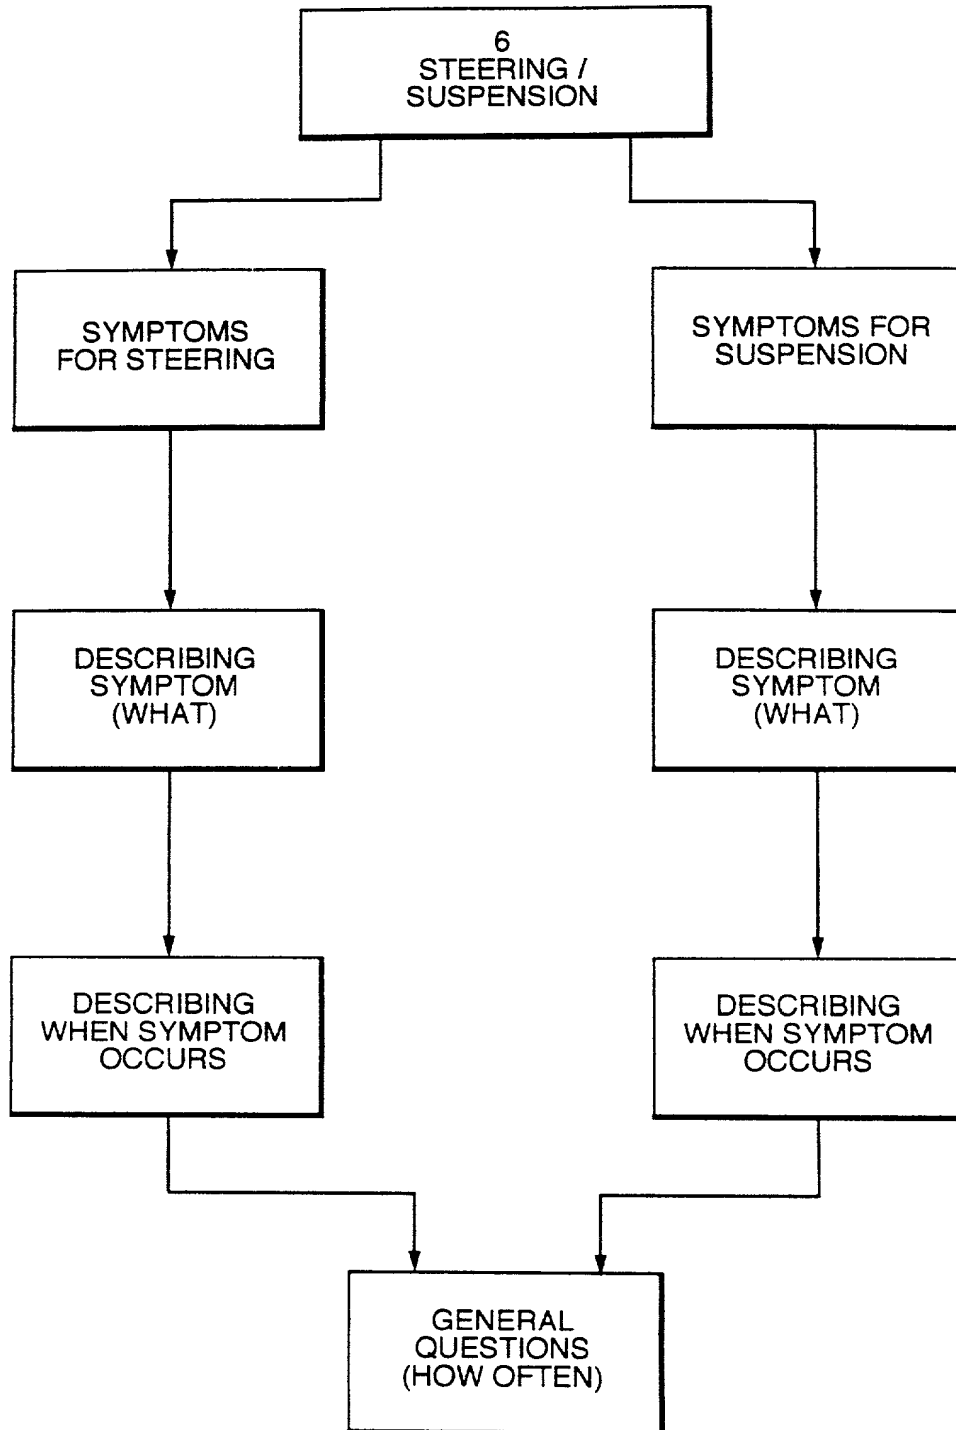 6
STEERING /
SUSPENSION
SYMPTOMS
FOR STEERING
SYMPTOMS FOR
SUSPENSION
DESCRIBING
SYMPTOM
(WHAT)
DESCRIBING
SYMPTOM
(WHAT)
DESCRIBING
WHEN SYMPTOM
OCCURS
DESCRIBING
WHEN SYMPTOM
OCCURS
GENERAL
QUESTIONS
(HOW OFTEN)